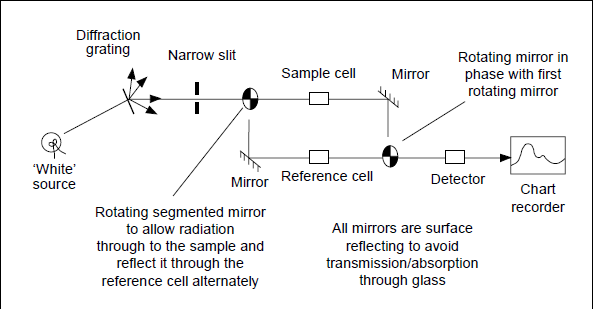 Diffraction
grating
Narrow slit
Sample cell
Mirror
Rotating mirror in
phase with first
rotating mirror
‘White’
source
Mirror
Reference cell
Detector
Chart
recorder
Rotating segmented mirror
to allow radiation
through to the sample and
reflect it through the
reference cell alternately
All mirrors are surface
reflecting to avoid
transmission/absorption
through glass